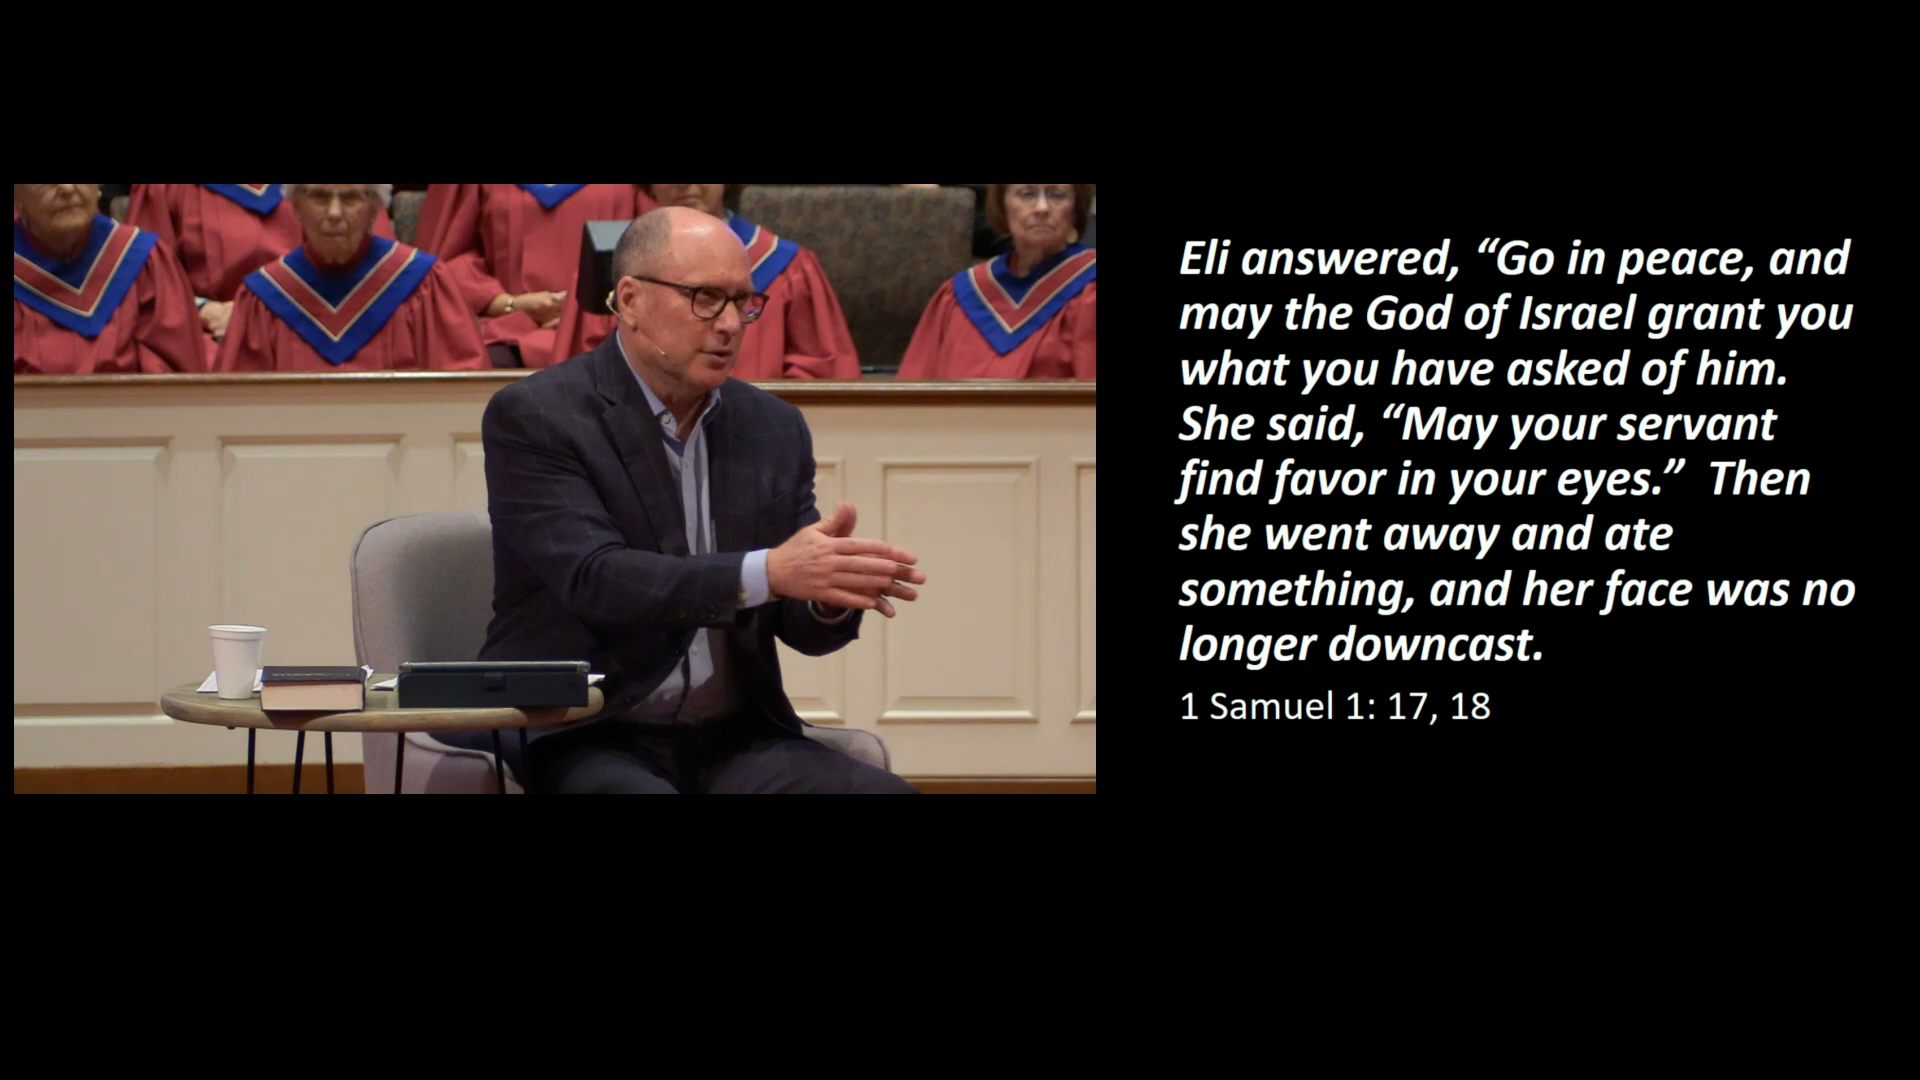 Eli answered, “Go in peace, and
may the God of Israel grant you
what you have asked of him.
She said, “May your servant
find favor in your eyes.”  Then
she went away and ate
something, and her face was no
longer downcast.
1 Samuel 1: 17, 18